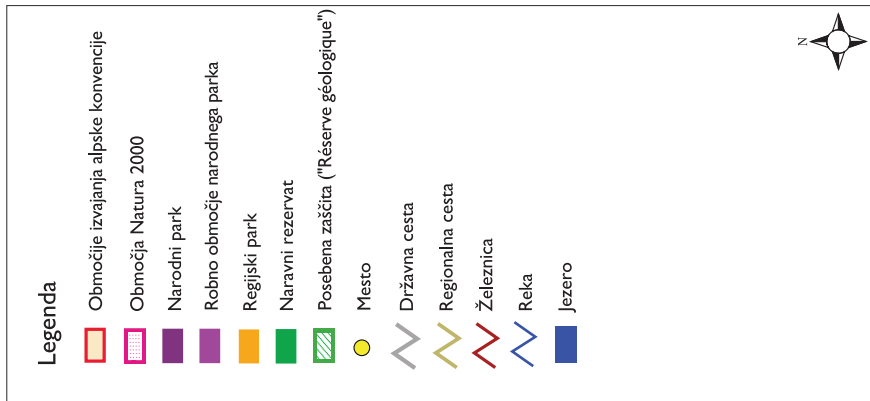 Legenda
Območije izvajanja alpske konvencije
Območja Natura 2000
Narodni park
Robno območje narodnega parka
Regijski park
Naravni rezervat
Posebena zaščita ("Réserve géologique")
Mesto
Državna cesta
Regionalna cesta
Železnica
Reka
Jezero
N